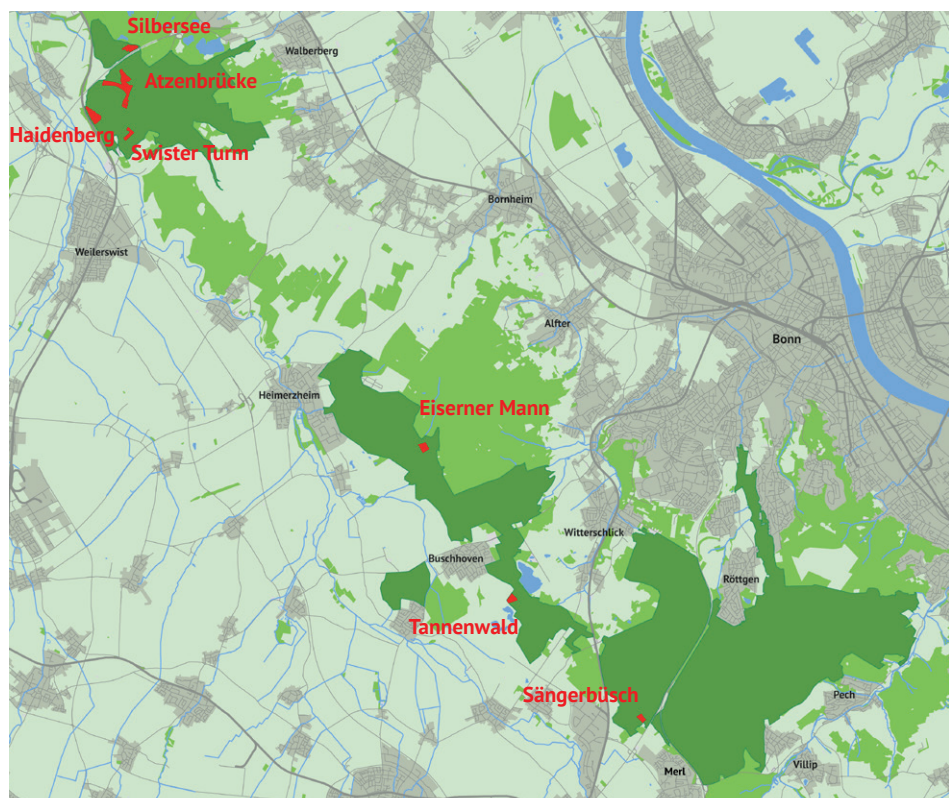 Silbersee
Walberberg
Atzenbrücke
Haidenberg
Swister Turm
Bornheim
Weilerswist
Alfter
Bonn
Heimerzheim
Eiserner Mann
Witterschlick
Buschhoven
Röttgen
Tannenwald
Sängerbüsch
Pech
Villip
Merl